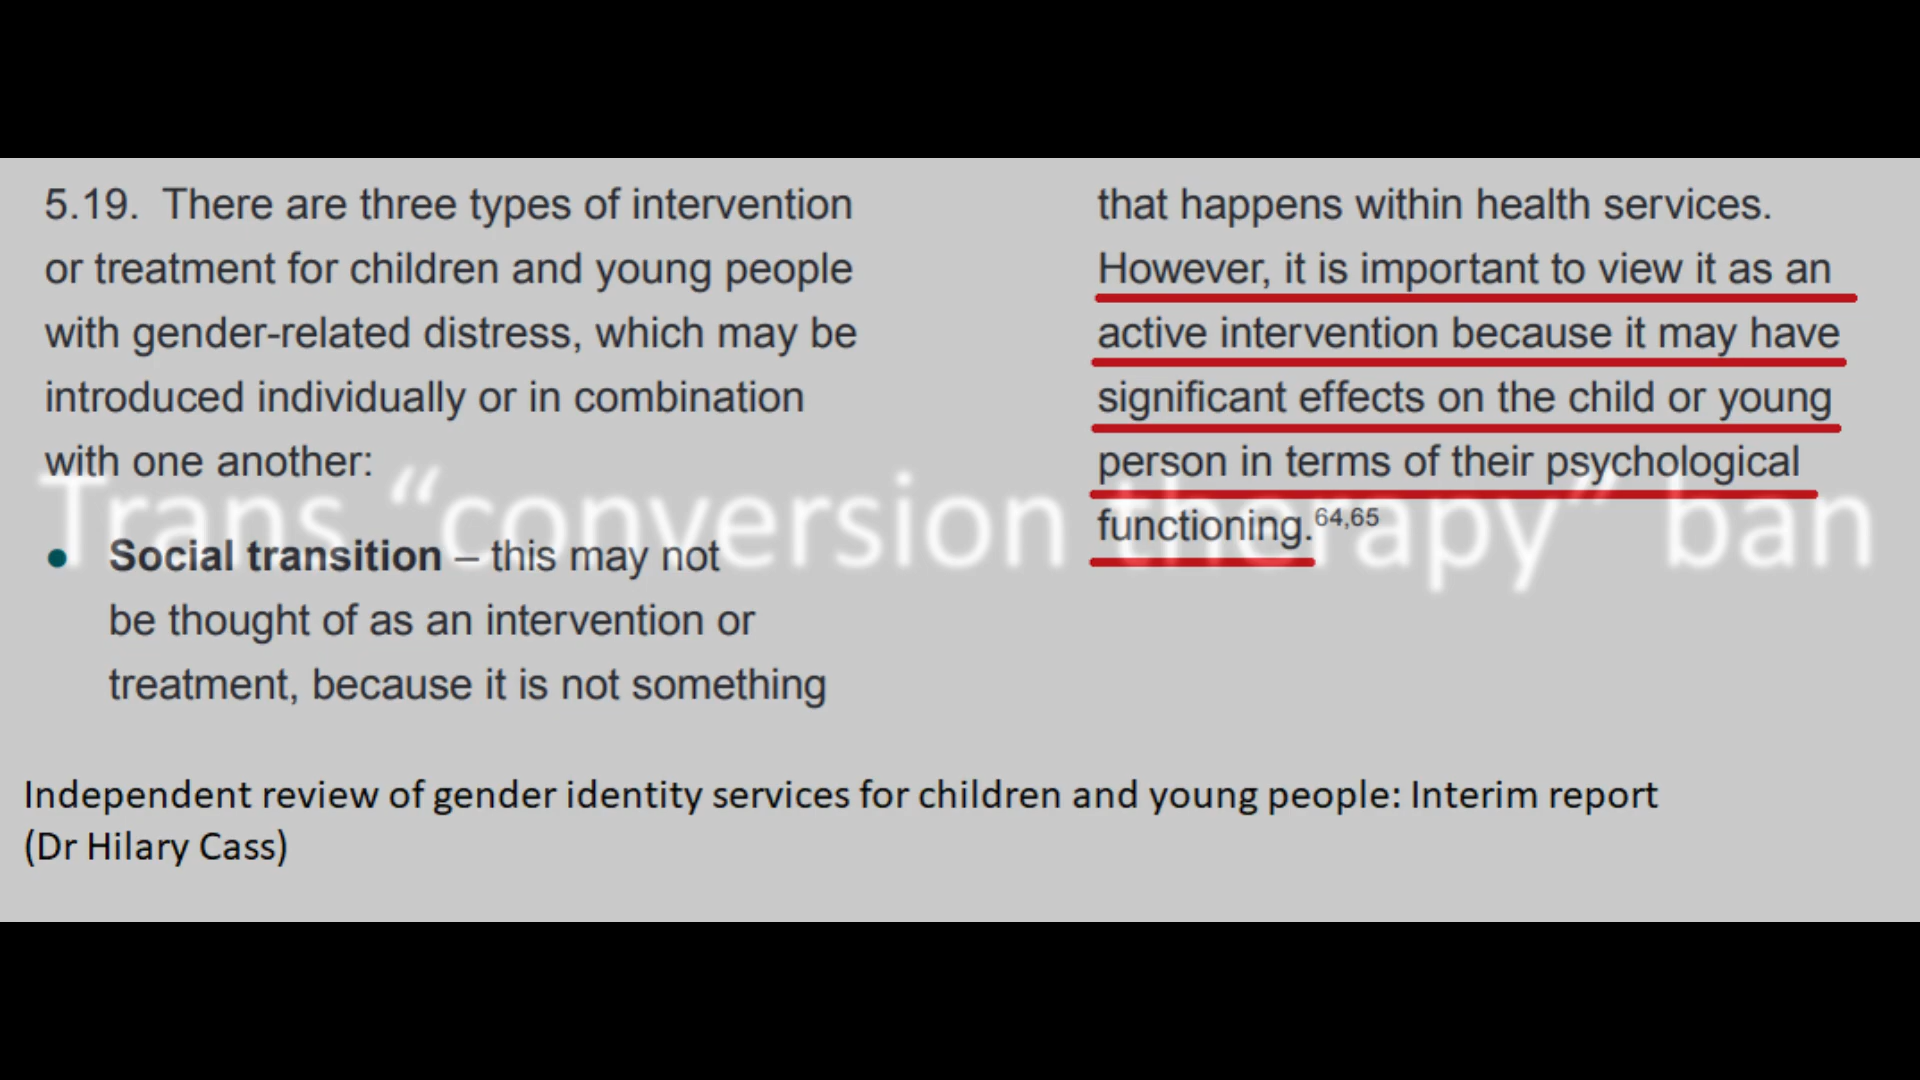 5.19. There are three types of intervention
or treatment for children and young people
with gender-related distress, which may be
introduced individually or in combination
with one another:
• Social transition – this may not
be thought of as an intervention or
treatment, because it is not something
that happens within health services.
However, it is important to view it as an
active intervention because it may have
significant effects on the child or young
person in terms of their psychological
functioning.64,65
Trans “conversion therapy” ban
Independent review of gender identity services for children and young people: Interim report
(Dr Hilary Cass)